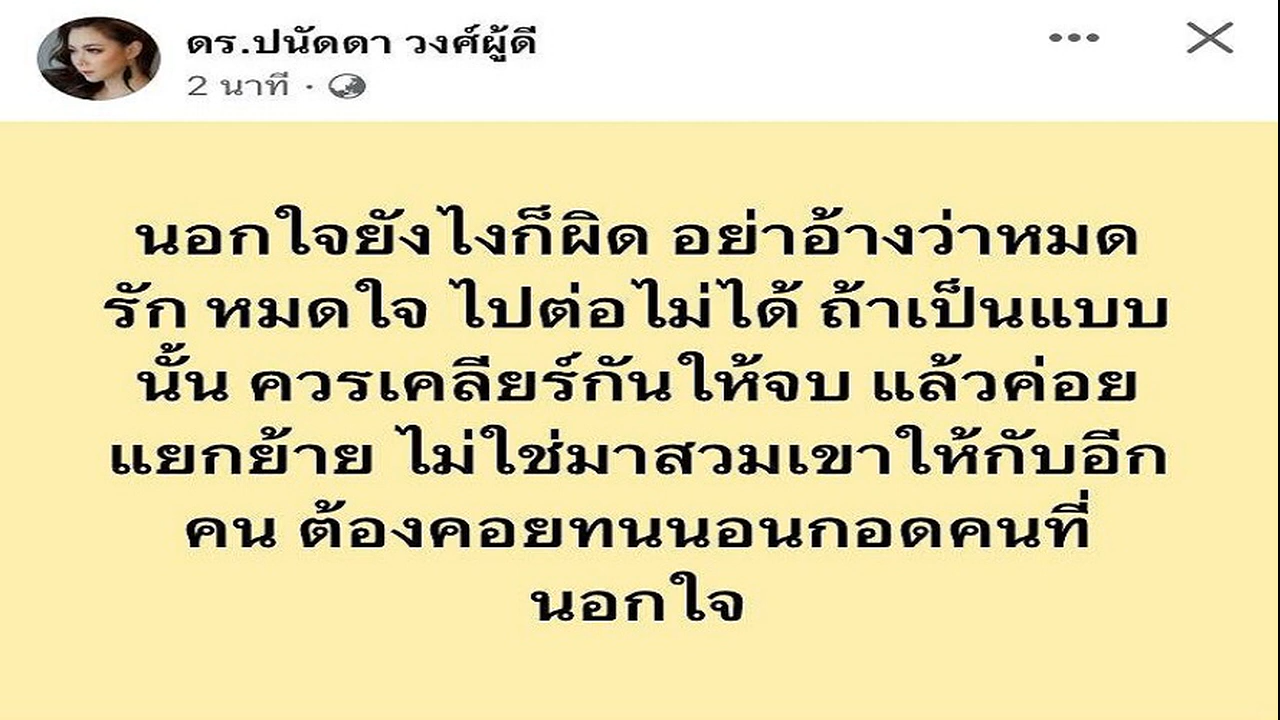 ดร.ปนัดดา วงศ์ผู้ดี
2 นาที ·
นอกใจยังไงก็ผิด อย่าอ้างว่าหมด
รัก หมดใจ ไปต่อไม่ได้ ถ้าเป็นแบบ
นั้น ควรเคลียร์กันให้จบ แล้วค่อย
แยกย้าย ไม่ใช่มาสวมเขาให้กับอีก
คน ต้องคอยทนนอนกอดคนที่
นอกใจ